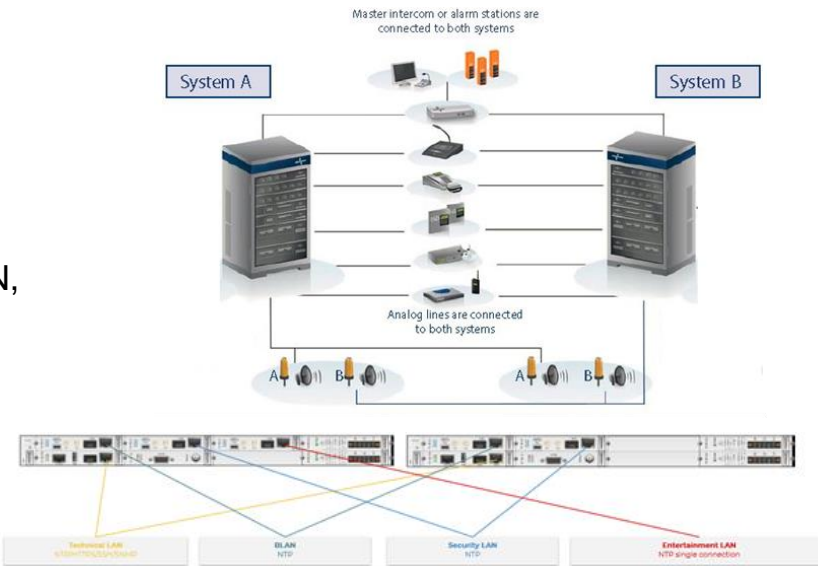 Master intercom or alarm stations are
connected to both systems
System A
System B
N,
Analog lines are connected
to both systems
A
B
A
B
Technical LAN
BLAN
NTP
Security LAN
NTP
Entertainment LAN
NTP single connection